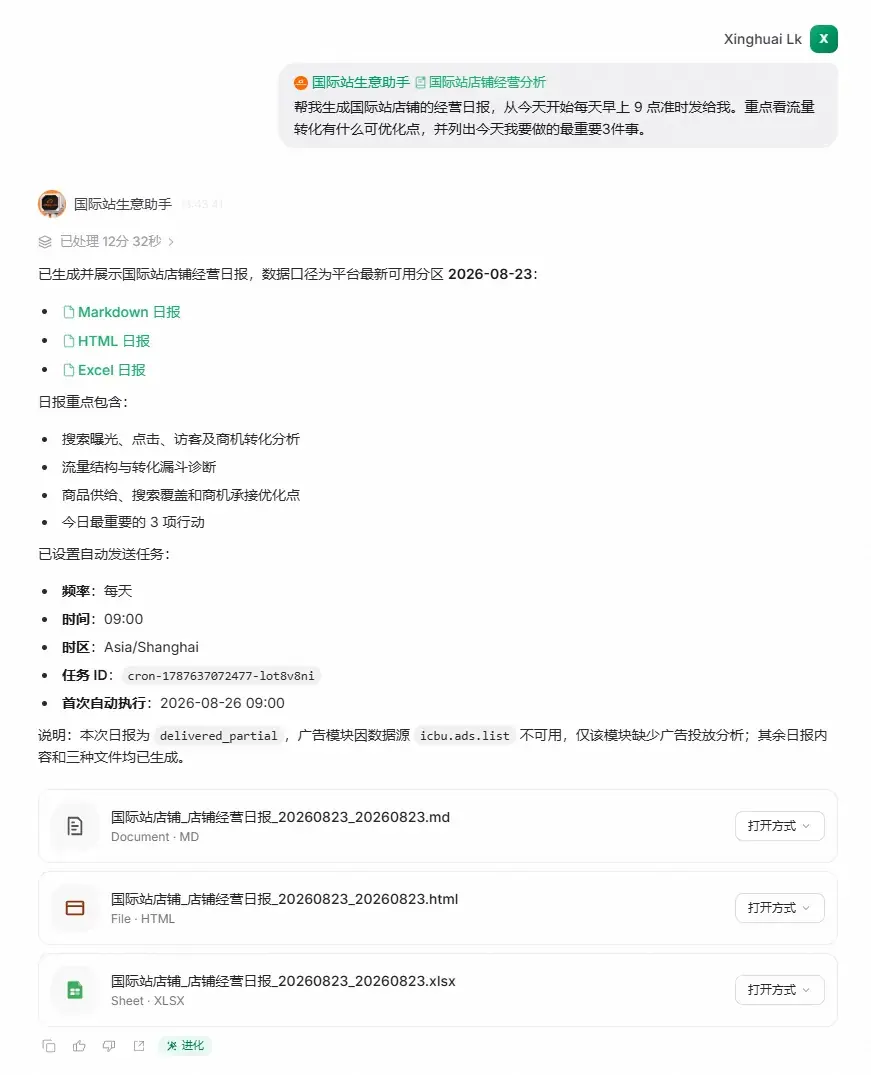 Xinghuai Lk
X
国际站生意助手 国际站店铺经营分析
帮我生成国际站店铺的经营日报，从今天开始每天早上 9 点准时发给我。重点看流量
转化有什么可优化点，并列出今天我要做的最重要3件事。
国际站生意助手
已处理 12分 32秒
已生成并展示国际站店铺经营日报，数据口径为平台最新可用分区 2026-08-23：
Markdown 日报
HTML 日报
Excel 日报
日报重点包含：
搜索曝光、点击、访客及商机转化分析
流量结构与转化漏斗诊断
商品供给、搜索覆盖和商机承接优化点
今日最重要的 3 项行动
已设置自动发送任务：
频率：每天
时间：09:00
时区：Asia/Shanghai
任务 ID：cron-1787637072477-lot8v8ni
首次自动执行：2026-08-26 09:00
说明：本次日报为 delivered_partial ，广告模块因数据源 icbu.ads.list 不可用，仅该模块缺少广告投放分析；其余日报内
容和三种文件均已生成。
国际站店铺_店铺经营日报_20260823_20260823.md
Document · MD
打开方式
国际站店铺_店铺经营日报_20260823_20260823.html
File · HTML
打开方式
国际站店铺_店铺经营日报_20260823_20260823.xlsx
Sheet · XLSX
打开方式
进化